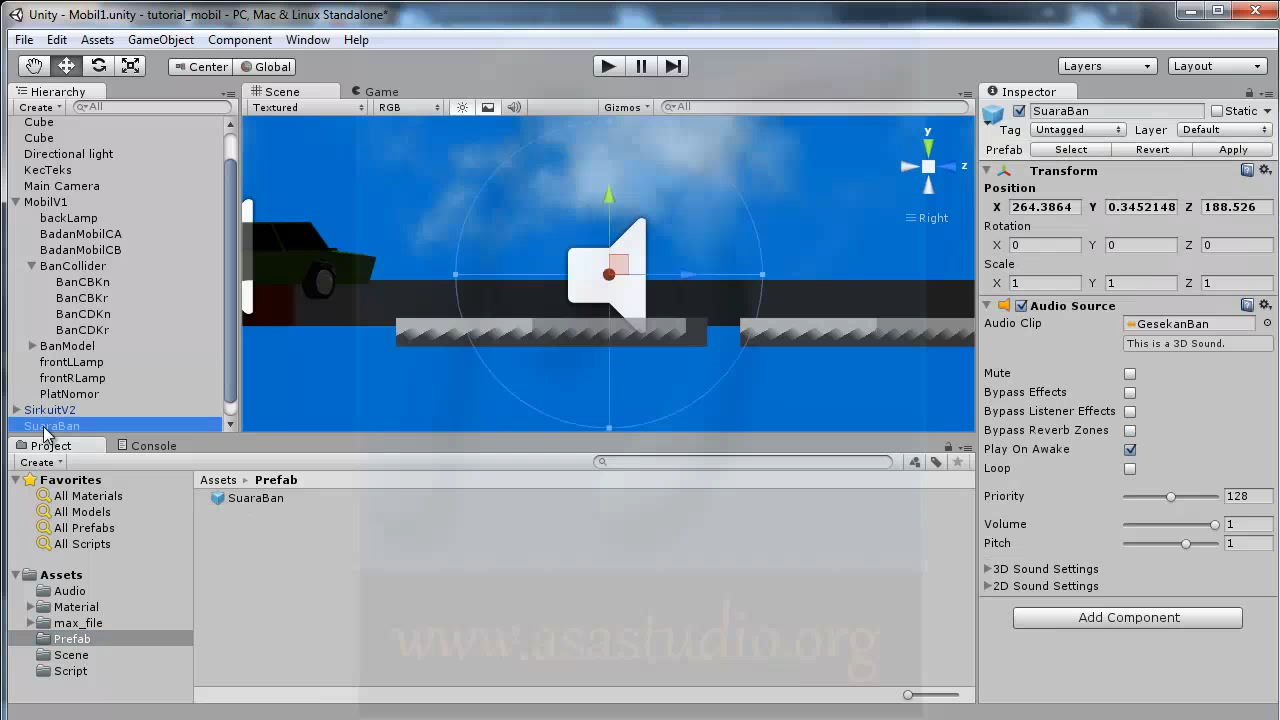 Unity - Mobil1.unity - tutorial_mobil - PC, Mac & Linux Standalone*
File Edit Assets GameObject Component Window Help
Center Global Layers Layout
Hierarchy Scene Game Inspector
Create All Textured RGB Gizmos All SuaraBan Static
Cube
Tag Untagged Layer Default
Cube
Prefab Select Revert Apply
Directional light
KecTeks
Main Camera
MobilV1
backLamp
BadanMobilCA
BadanMobilCB
BanCollider
BanCBKn
BanCBKr
BanCDKn
BanCDKr
BanModel
frontLLamp
frontRLamp
PlatNomor
SirkuitV2
SuaraBan
y
z
Right
Transform
Position
X 264.3864 Y 0.3452148 Z 188.526
Rotation
X 0 Y 0 Z 0
Scale
X 1 Y 1 Z 1
Audio Source
Audio Clip GesekanBan
This is a 3D Sound.
Mute
Bypass Effects
Bypass Listener Effects
Bypass Reverb Zones
Play On Awake
Loop
Priority 128
Volume 1
Pitch 1
3D Sound Settings
2D Sound Settings
Add Component
Project Console
Create
Favorites
All Materials
All Models
All Prefabs
All Scripts
Assets
Audio
Material
max_file
Prefab
Scene
Script
Assets Prefab
SuaraBan
www.asastudio.org